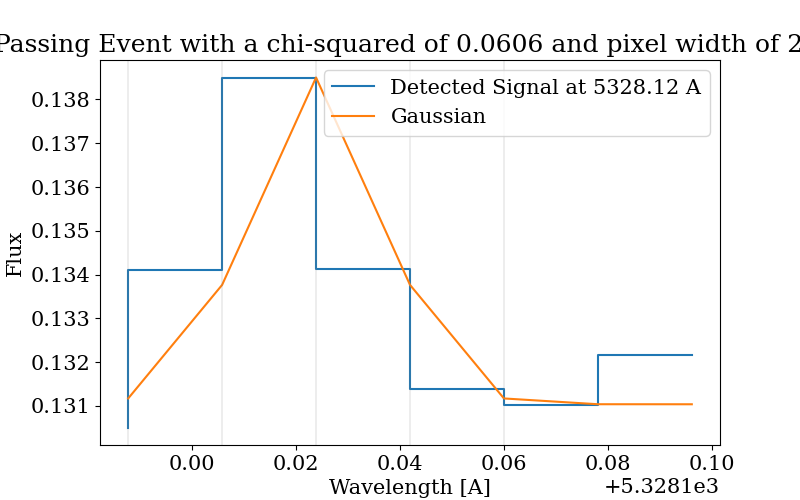 Passing Event with a chi-squared of 0.0606 and pixel width of 2
Detected Signal at 5328.12 A
Gaussian
0.138
0.137
0.136
0.135
0.134
0.133
0.132
0.131
Flux
0.00 0.02 0.04 0.06 0.08 0.10
Wavelength [A]
+5.3281e3